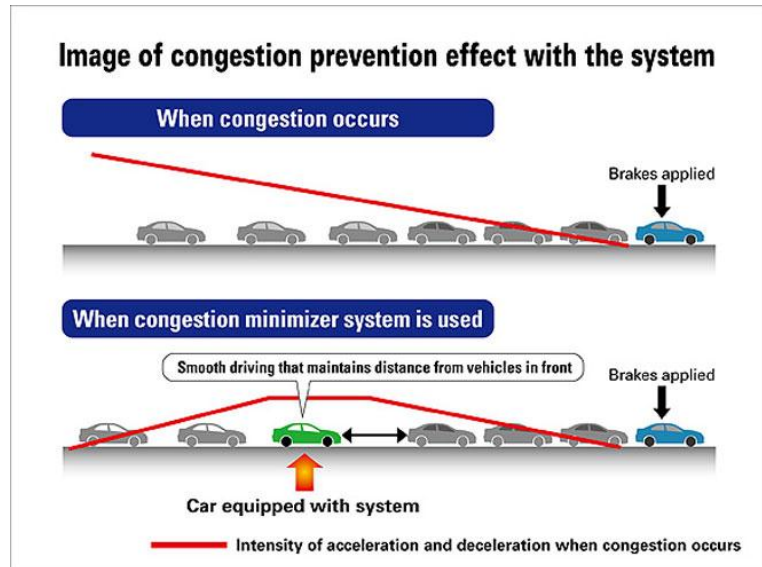 Image of congestion prevention effect with the system
When congestion occurs
Brakes applied
When congestion minimizer system is used
Smooth driving that maintains distance from vehicles in front
Brakes applied
Car equipped with system
Intensity of acceleration and deceleration when congestion occurs